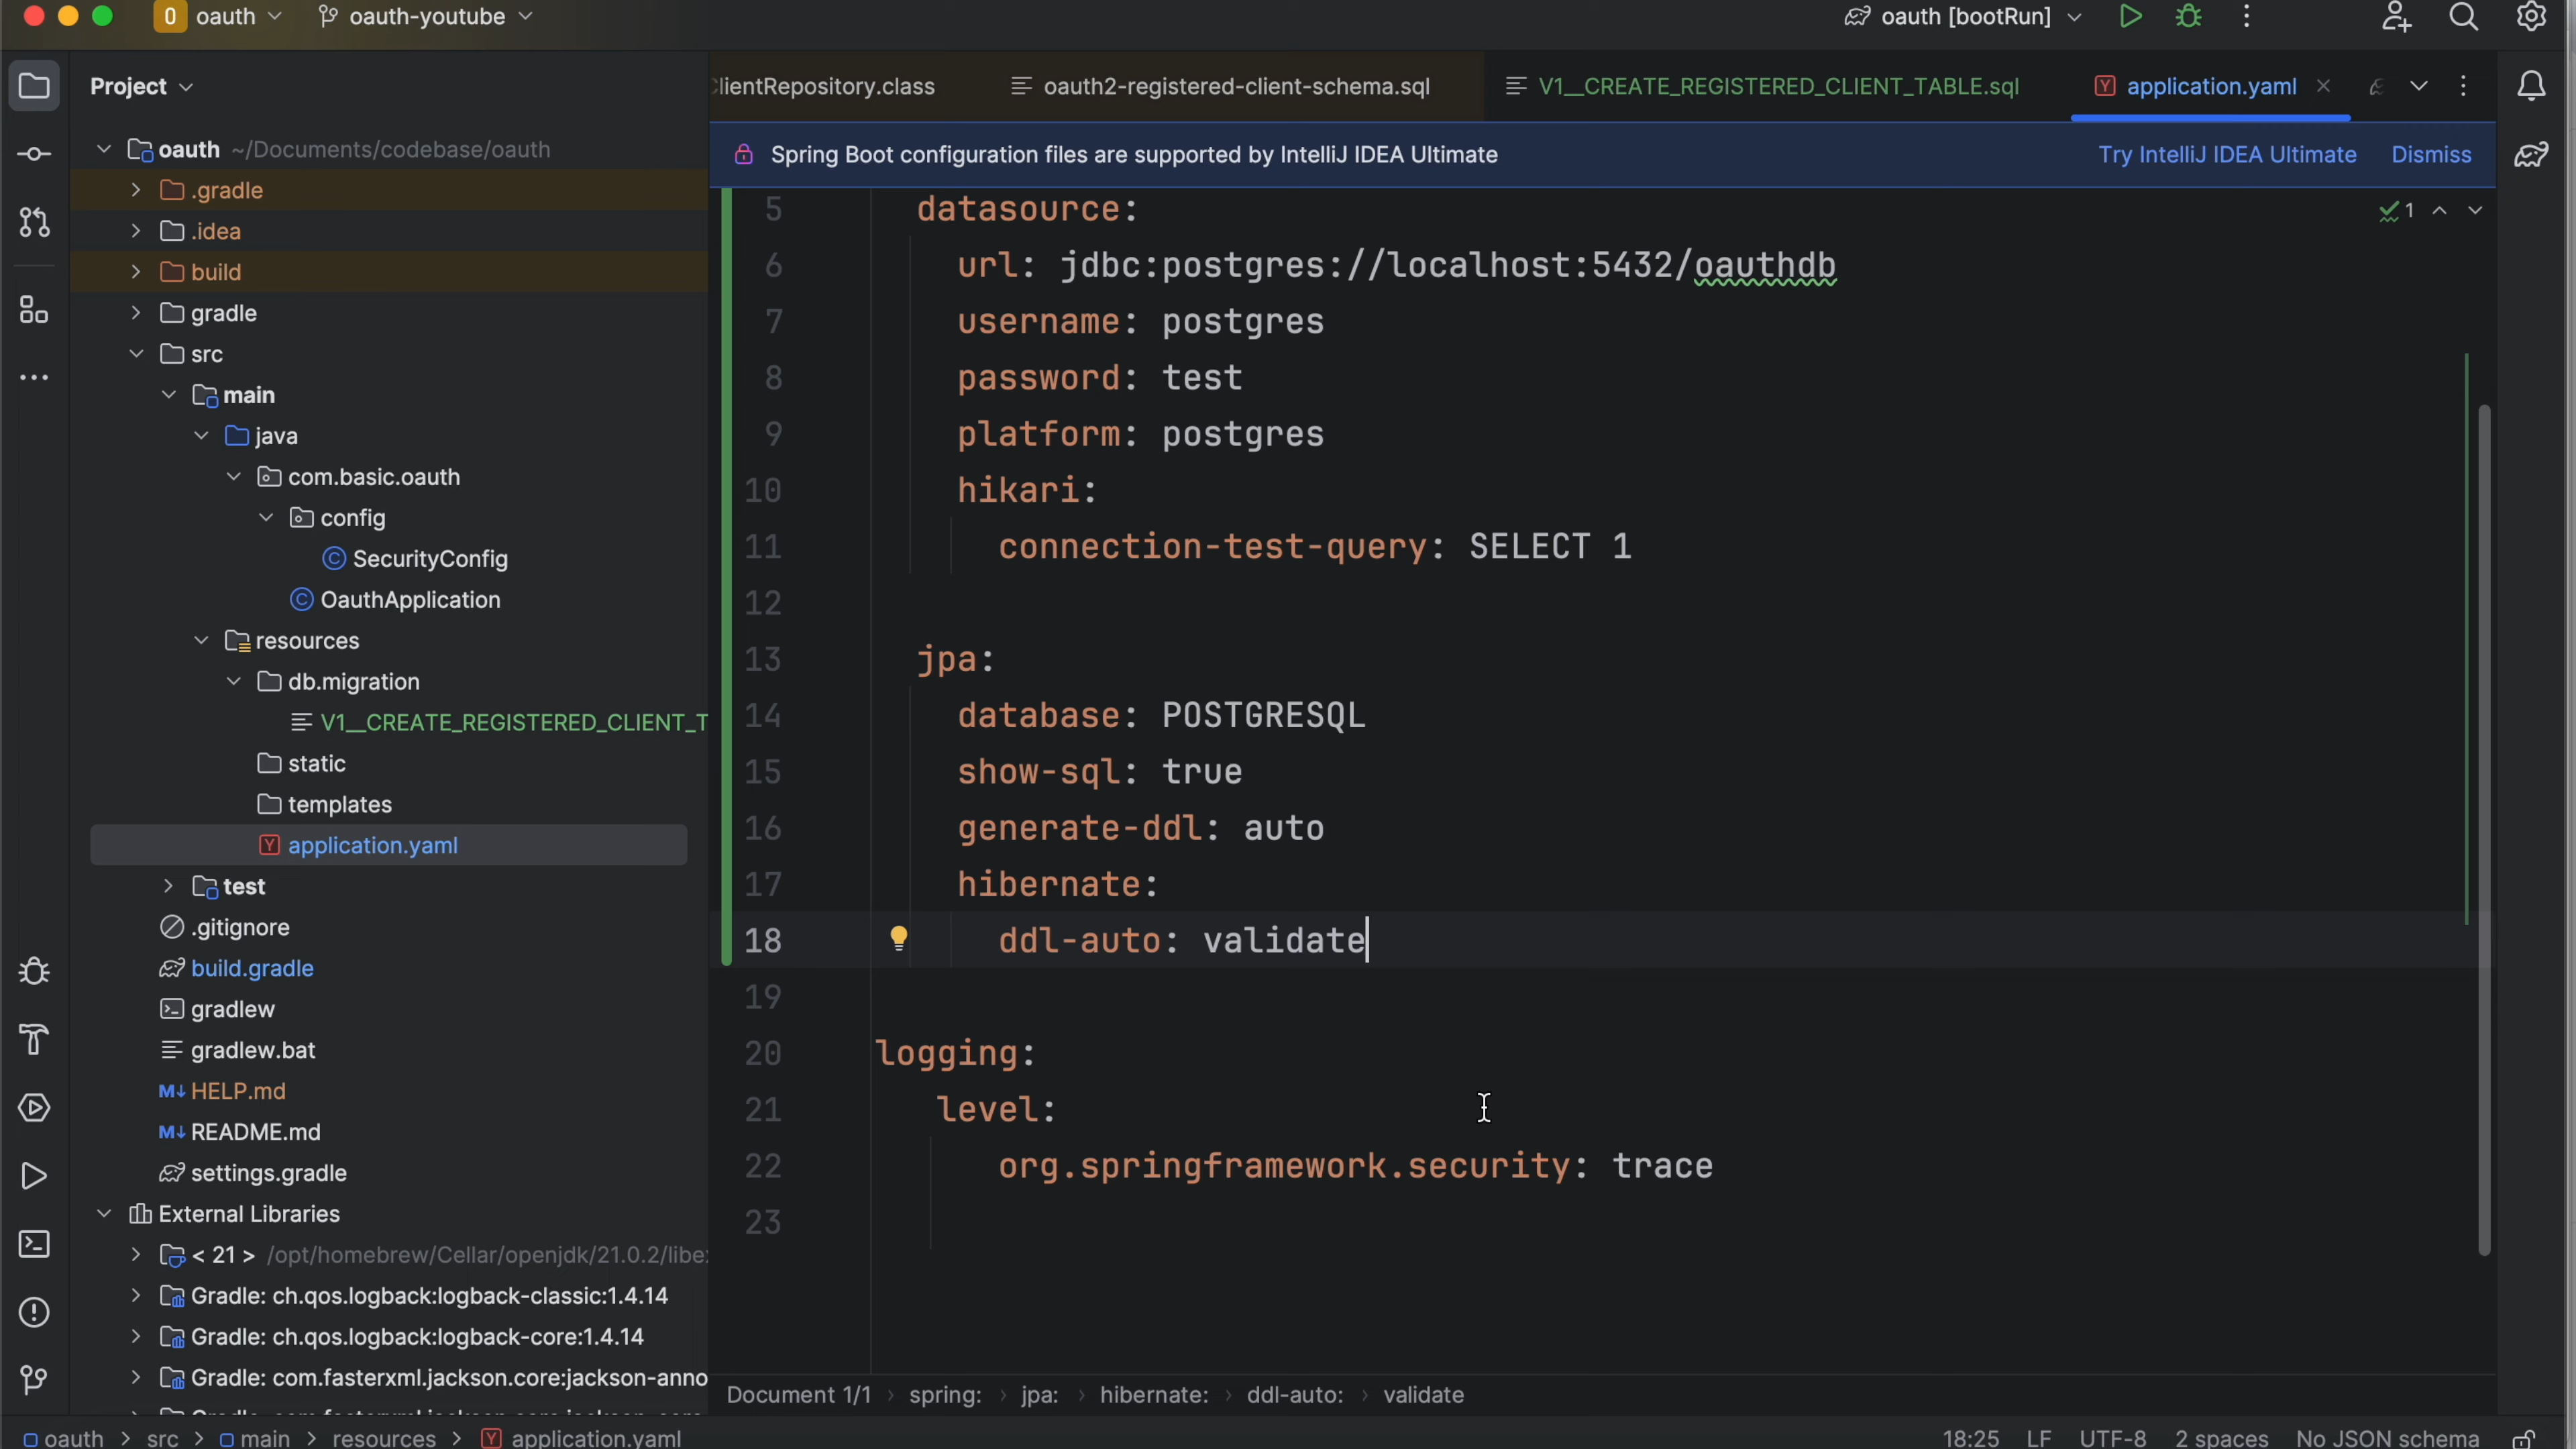 O oauth oauth-youtube oauth [bootRun]
Project
lientRepository.class oauth2-registered-client-schema.sql V1__CREATE_REGISTERED_CLIENT_TABLE.sql application.yaml
Spring Boot configuration files are supported by IntelliJ IDEA Ultimate Try IntelliJ IDEA Ultimate Dismiss
oauth ~/Documents/codebase/oauth
.gradle
.idea
build
gradle
src
main
java
com.basic.oauth
config
SecurityConfig
OauthApplication
resources
db.migration
V1__CREATE_REGISTERED_CLIENT_T
static
templates
application.yaml
test
.gitignore
build.gradle
gradlew
gradlew.bat
HELP.md
README.md
settings.gradle
External Libraries
< 21 > /opt/homebrew/Cellar/openjdk/21.0.2/libe
Gradle: ch.qos.logback:logback-classic:1.4.14
Gradle: ch.qos.logback:logback-core:1.4.14
Gradle: com.fasterxml.jackson.core:jackson-anno
5 datasource:
6 url: jdbc:postgres://localhost:5432/oauthdb
7 username: postgres
8 password: test
9 platform: postgres
10 hikari:
11 connection-test-query: SELECT 1
12
13 jpa:
14 database: POSTGRESQL
15 show-sql: true
16 generate-ddl: auto
17 hibernate:
18 ddl-auto: validate
19
20 logging:
21 level:
22 org.springframework.security: trace
23
1
Document 1/1 spring: jpa: hibernate: ddl-auto: validate
oauth src main resources application.yaml 18:25 LF UTF-8 2 spaces No JSON schema